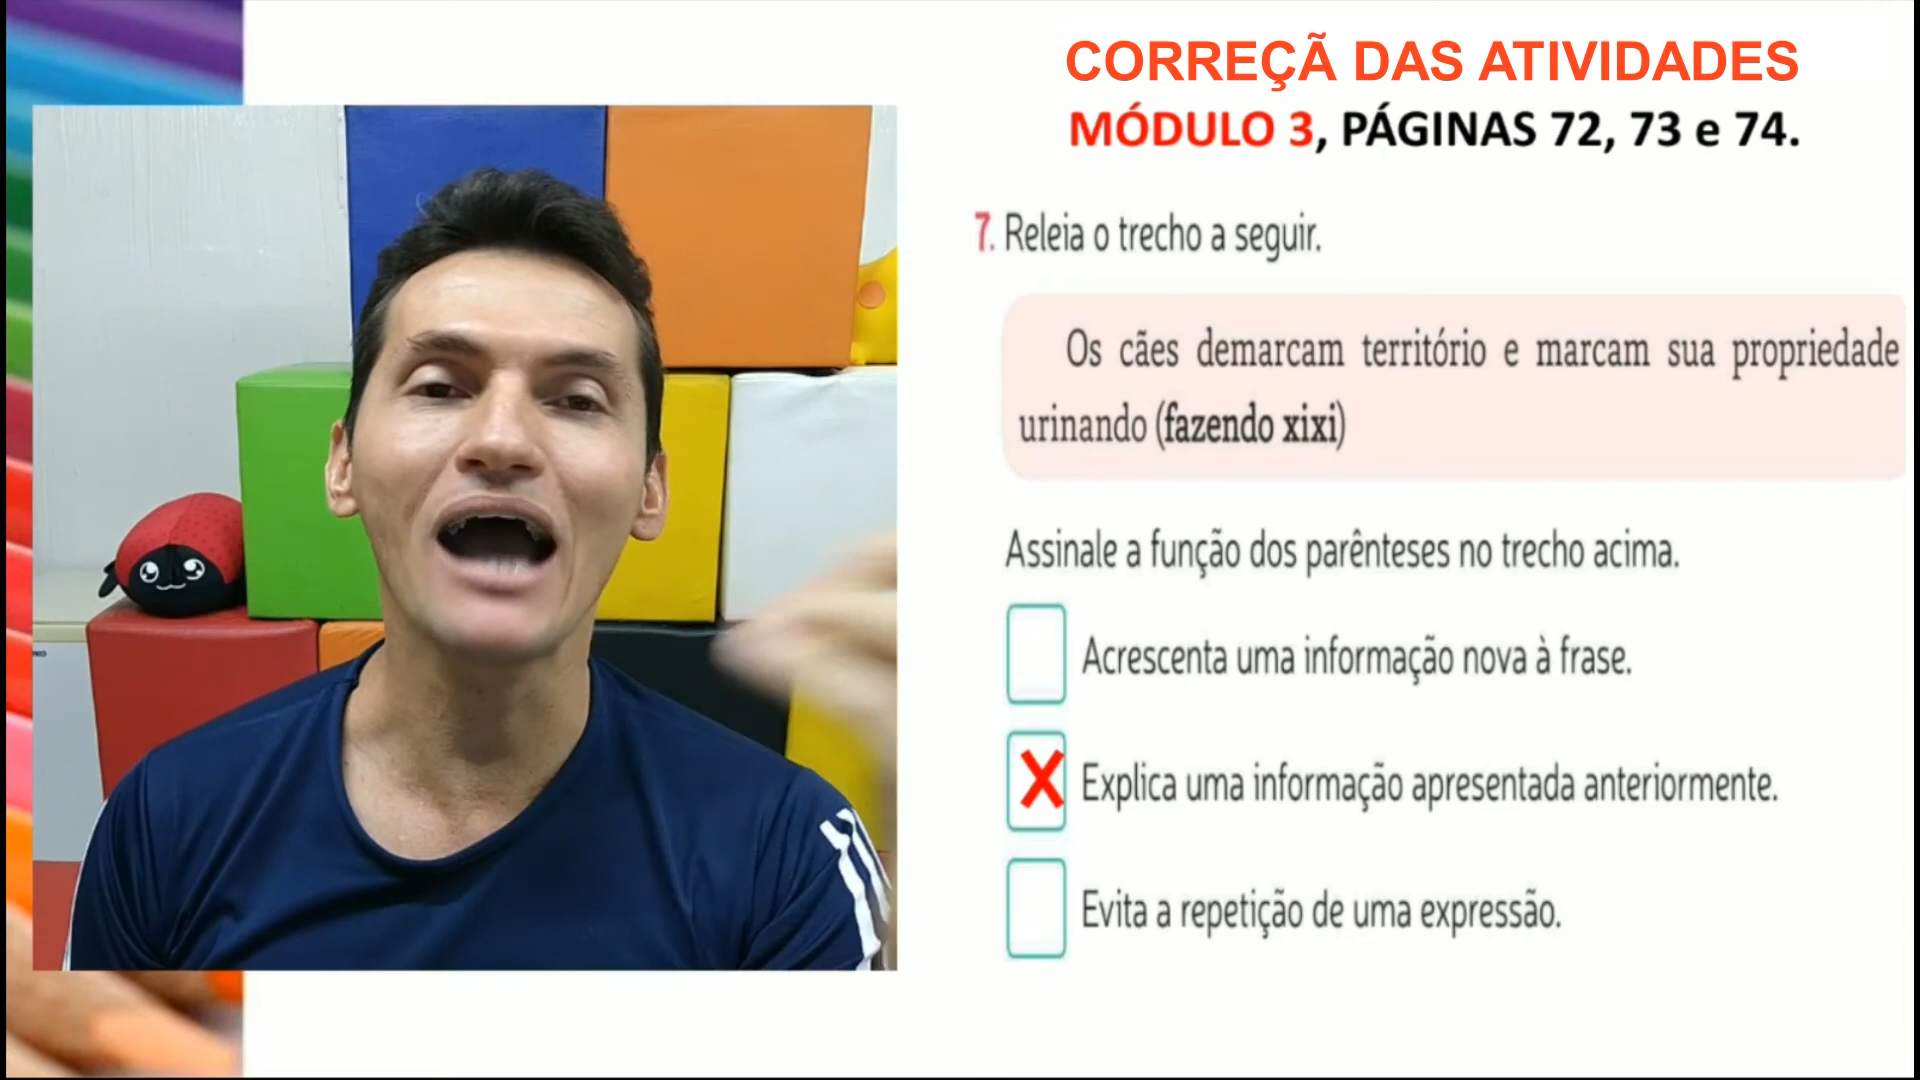 CORREÇÃ DAS ATIVIDADES
MÓDULO 3, PÁGINAS 72, 73 e 74.
7. Releia o trecho a seguir.
Os cães demarcam território e marcam sua propriedade
urinando (fazendo xixi)
Assinale a função dos parênteses no trecho acima.
Acrescenta uma informação nova à frase.
X Explica uma informação apresentada anteriormente.
Evita a repetição de uma expressão.